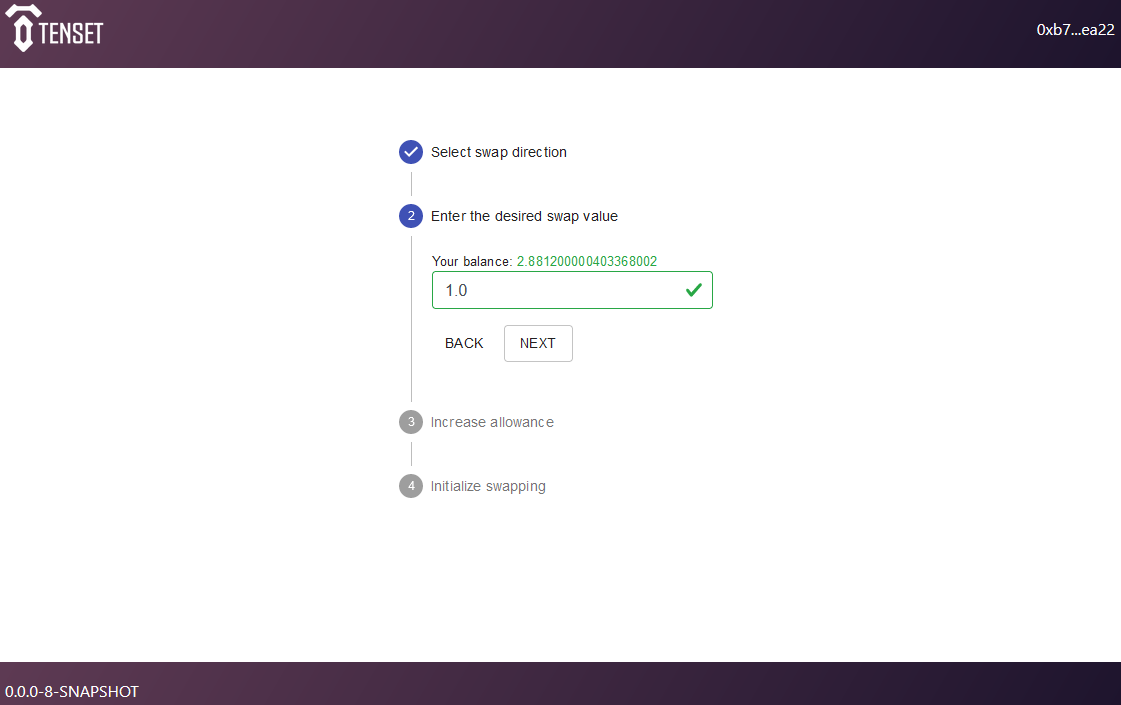 TENSET
0xb7...ea22
Select swap direction
2 Enter the desired swap value
Your balance: 2.881200000403368002
1.0
BACK NEXT
3 Increase allowance
4 Initialize swapping
0.0.0-8-SNAPSHOT